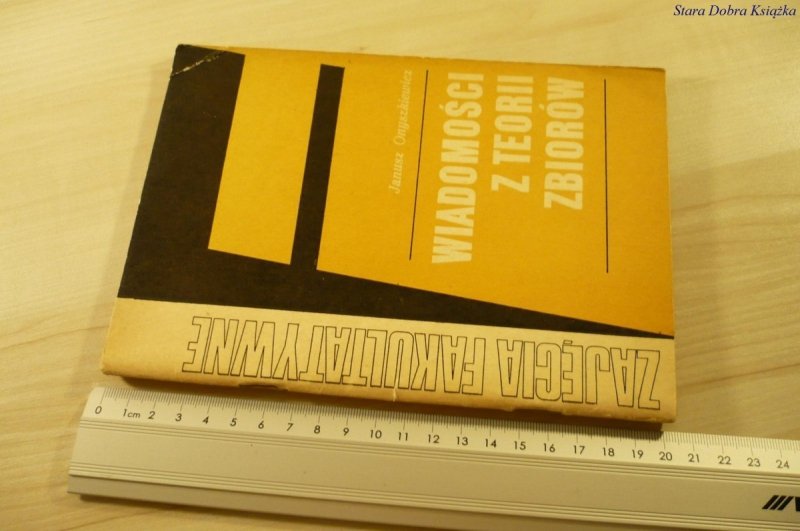 Stara Dobra Książka
Janusz Onyszkiewicz
WIADOMOŚCI
Z TEORII
ZBIORÓW
ZAJĘCIA FAKULTATYWNE
0 1cm 2 3 4 5 6 7 8 9 10 11 12 13 14 15 16 17 18 19 20 21 22 23 24